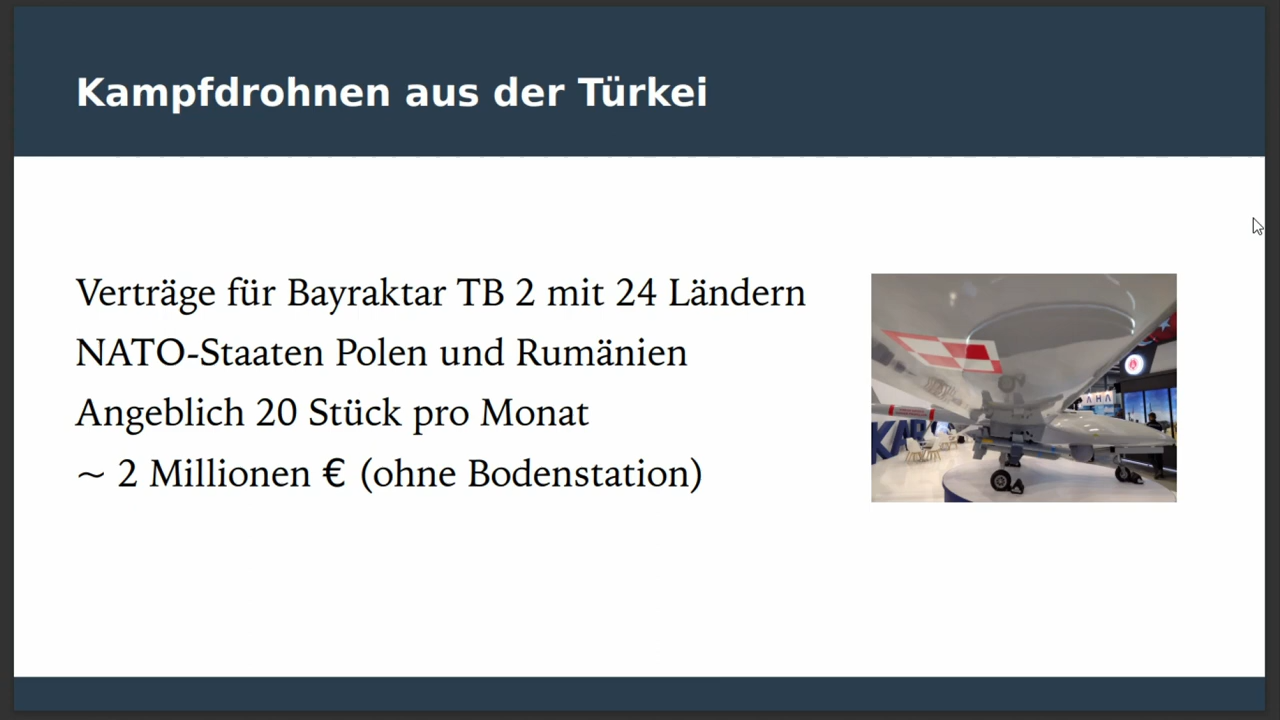 Kampfdrohnen aus der Türkei
Verträge für Bayraktar TB 2 mit 24 Ländern
NATO-Staaten Polen und Rumänien
Angeblich 20 Stück pro Monat
~ 2 Millionen € (ohne Bodenstation)